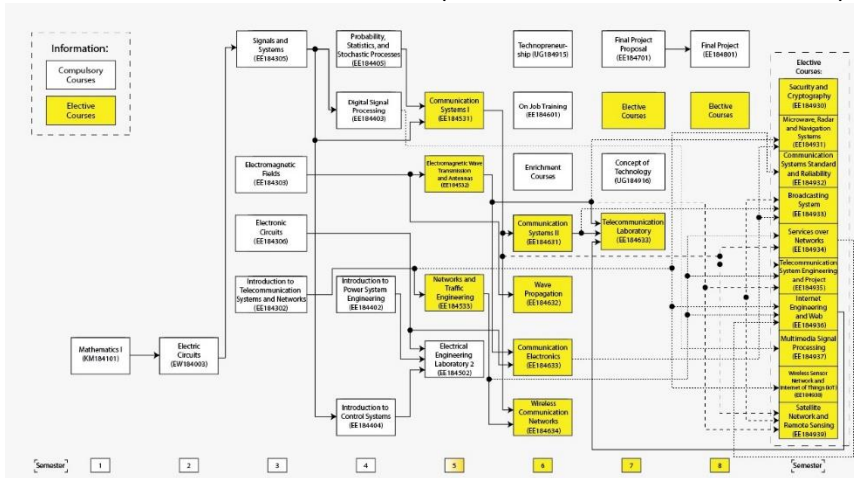 Information:
Compulsory
Courses
Elective
Courses
Mathematics I
(KM184101)
Electric
Circuits
(EW184003)
Signals and
Systems
(EE184305)
Electromagnetic
Fields
(EE184303)
Electronic
Circuits
(EE184306)
Introduction to
Telecommunication
Systems and Networks
(EE184302)
Probability,
Statistics, and
Stochastic Processes
(EE184405)
Digital Signal
Processing
(EE184403)
Introduction to
Power System
Engineering
(EE184402)
Introduction to
Control Systems
(EE184404)
Communication
Systems I
(EE184531)
Electromagnetic Wave
Transmission
and Antennas
(EE184532)
Networks and
Traffic Engineering
(EE184533)
Electrical
Engineering
Laboratory 2
(EE184502)
Technopreneur-
ship (UG184915)
On Job Training
(EE184601)
Enrichment
Courses
Communication
Systems II
(EE184631)
Wave
Propagation
(EE184632)
Communication
Electronics
(EE184633)
Wireless
Communication
Networks
(EE184634)
Final Project
Proposal
(EE184701)
Elective
Courses
Concept of
Technology
(UG184916)
Telecommunication
Laboratory
(EE184633)
Final Project
(EE184801)
Elective
Courses
Elective
Courses:
Security and
Cryptography
(EE184930)
Microwave, Radar
and Navigation
Systems
(EE184931)
Communication
Systems Standard
and Reliability
(EE184932)
Broadcasting
System
(EE184933)
Services over
Networks
(EE184934)
Telecommunication
System Engineering
and Project
(EE184935)
Internet
Engineering
and Web
(EE184936)
Multimedia Signal
Processing
(EE184937)
Wireless Sensor
Network and
Internet of Things (IoT)
(EE184938)
Satellite
Network and
Remote Sensing
(EE184939)
[Semester] 1 2 3 4 5 6 7 8 [Semester]